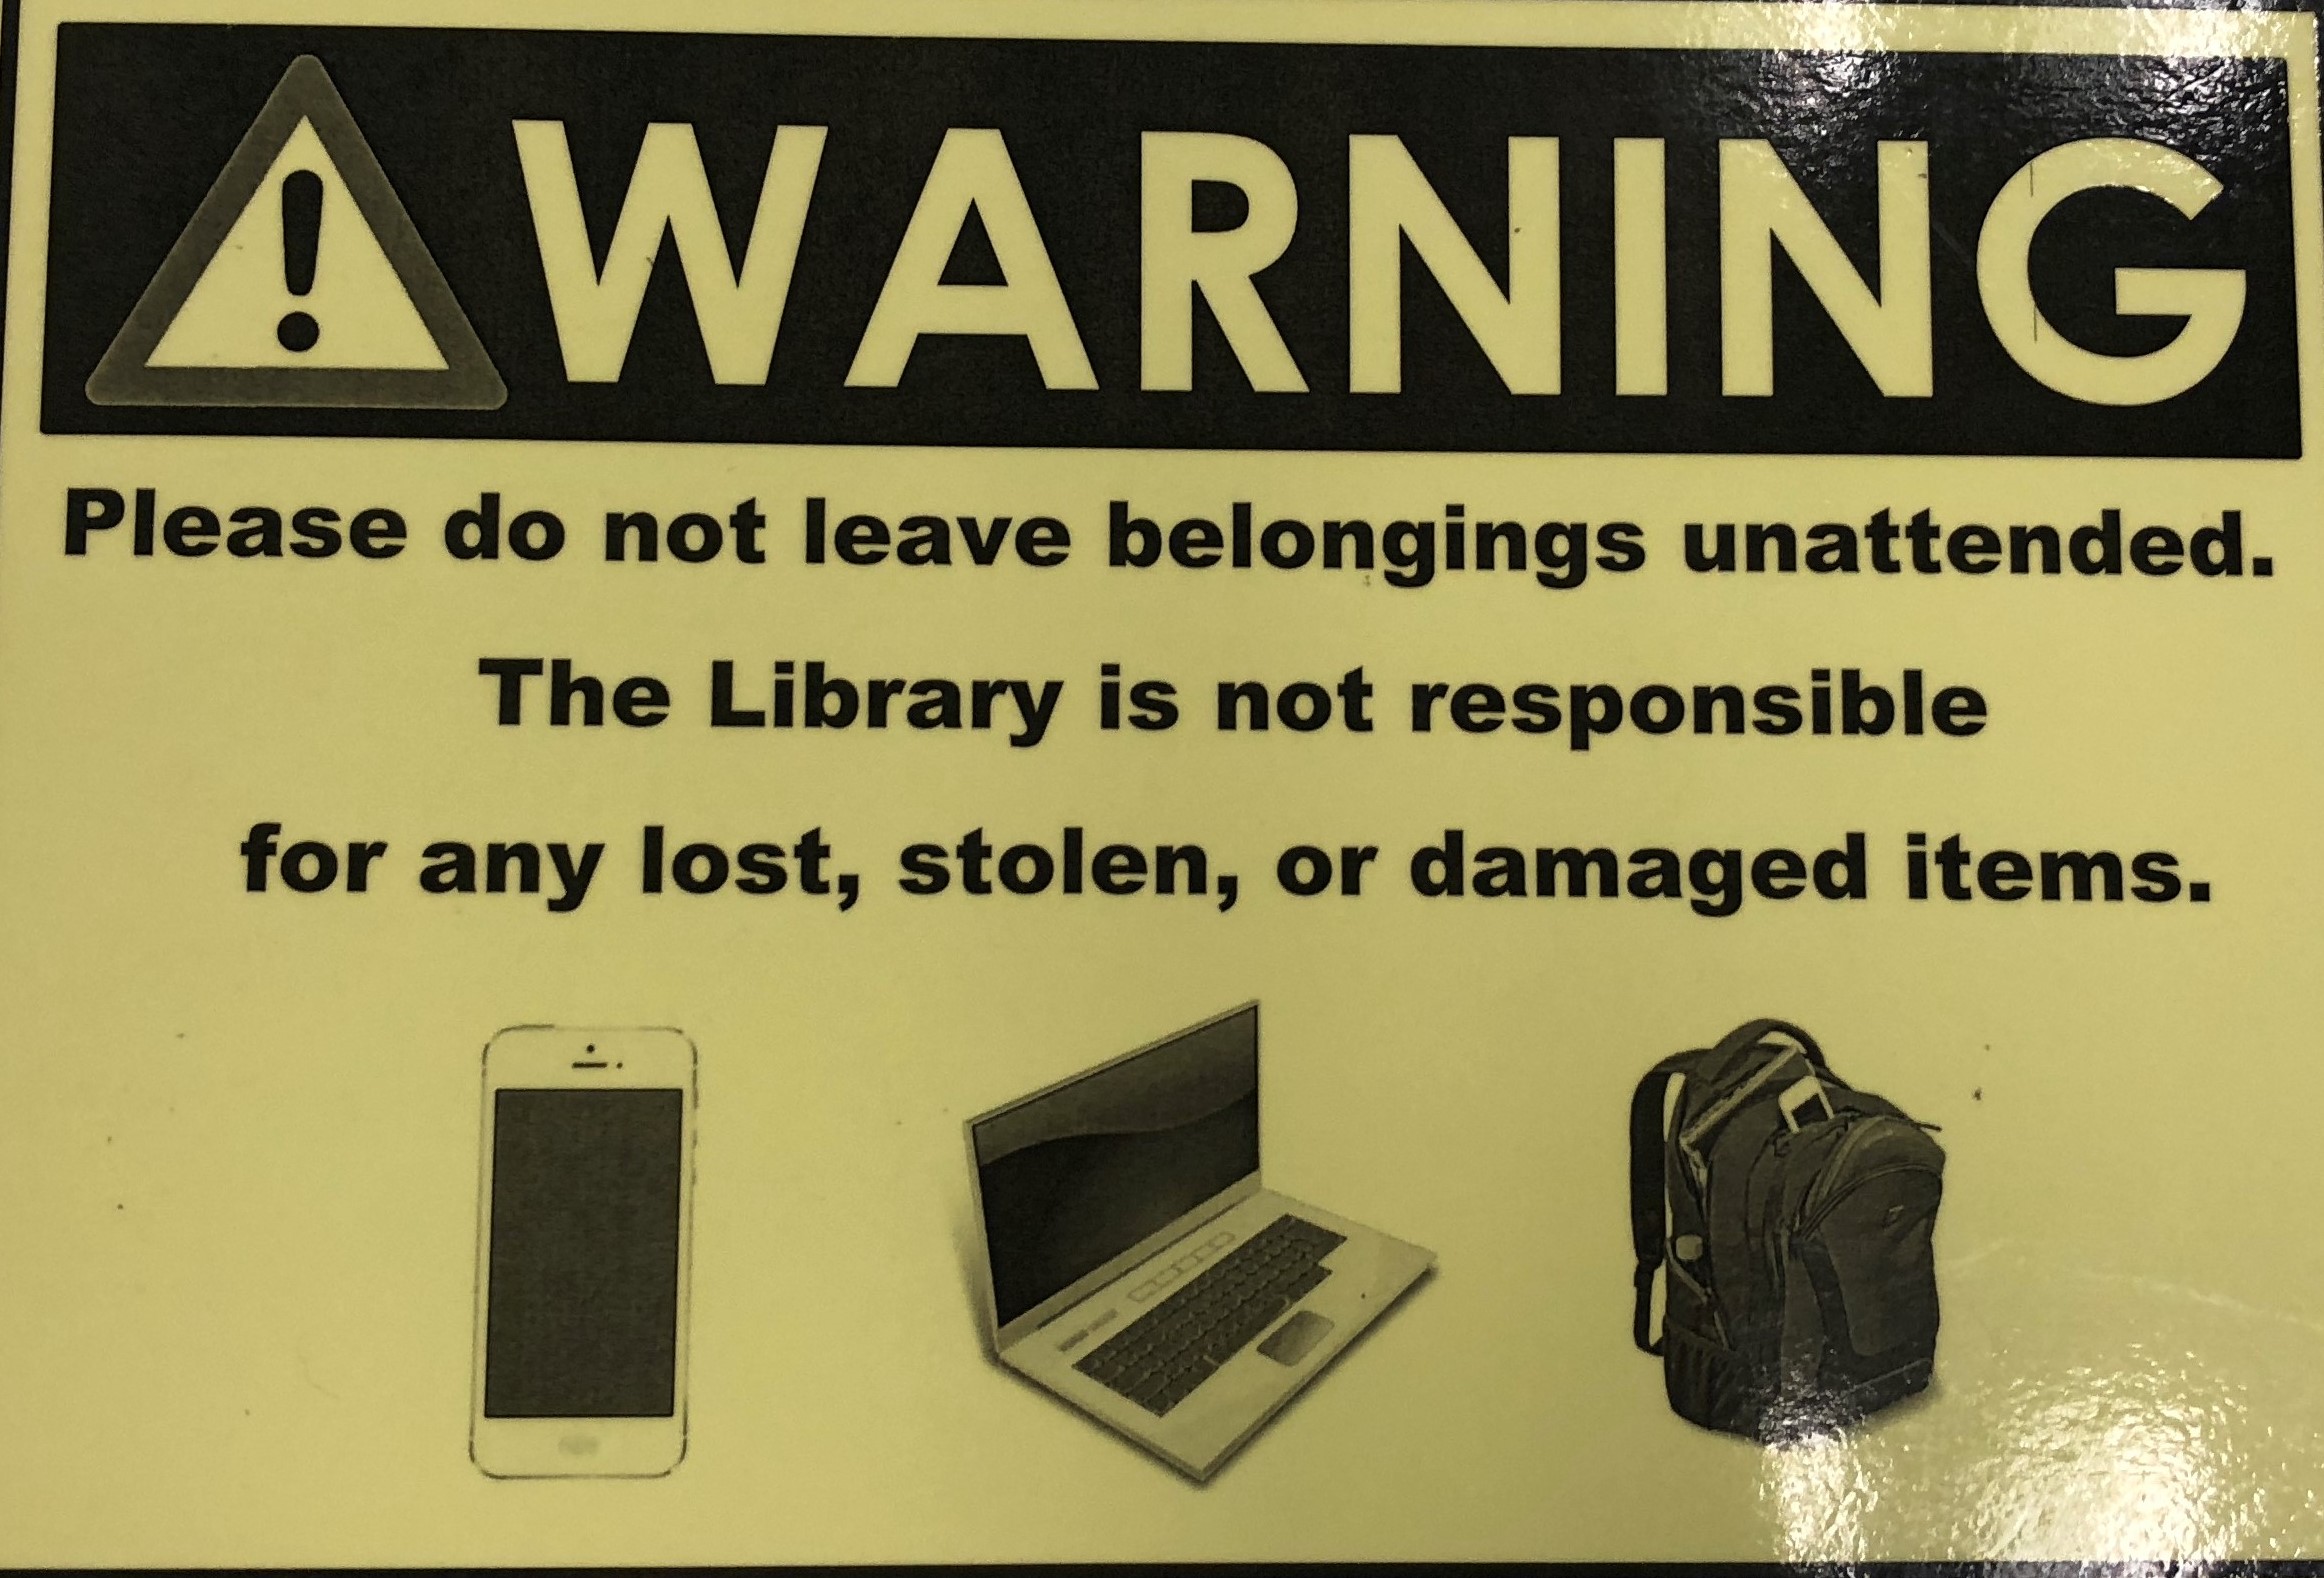 WARNING
Please do not leave belongings unattended.
The Library is not responsible
for any lost, stolen, or damaged items.